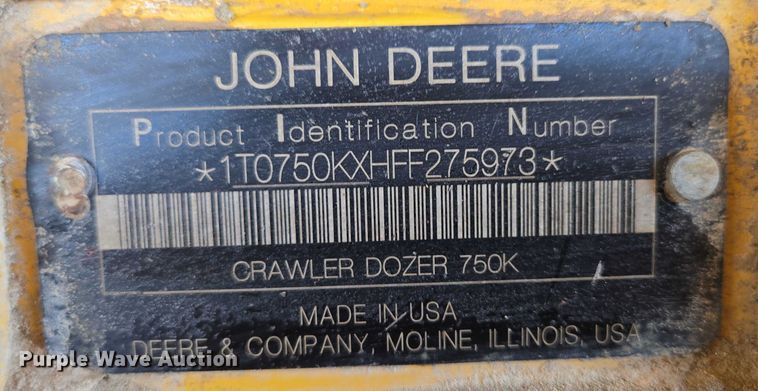 JOHN DEERE
Product Identification Number
*1T0750KXHFF275973*
CRAWLER DOZER 750K
MADE IN USA
DEERE & COMPANY, MOLINE, ILLINOIS, USA
Purple Wave Auction